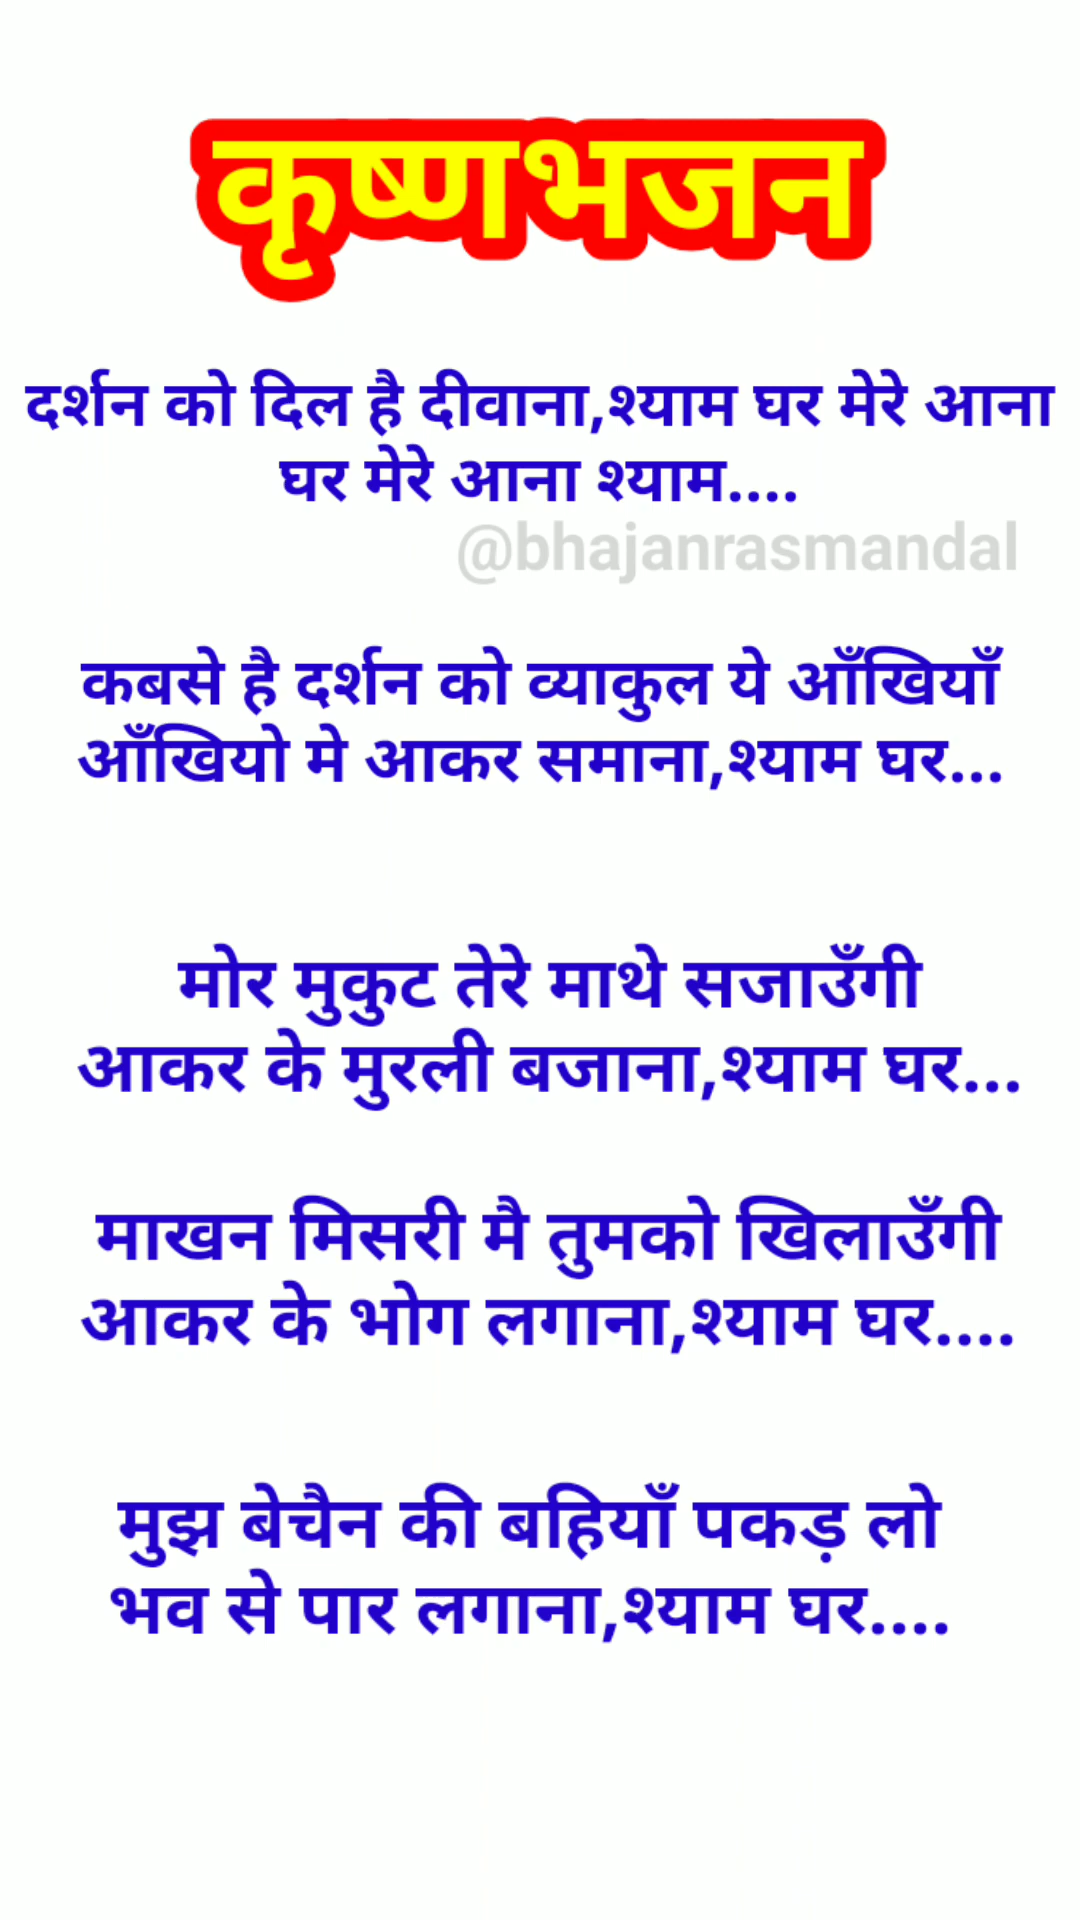 कृष्णभजन
दर्शन को दिल है दीवाना,श्याम घर मेरे आना
घर मेरे आना श्याम....
@bhajanrasmandal
कबसे है दर्शन को व्याकुल ये आँखियाँ
आँखियो मे आकर समाना,श्याम घर...
मोर मुकुट तेरे माथे सजाउँगी
आकर के मुरली बजाना,श्याम घर...
माखन मिसरी मै तुमको खिलाउँगी
आकर के भोग लगाना,श्याम घर....
मुझ बेचैन की बहियाँ पकड़ लो
भव से पार लगाना,श्याम घर....